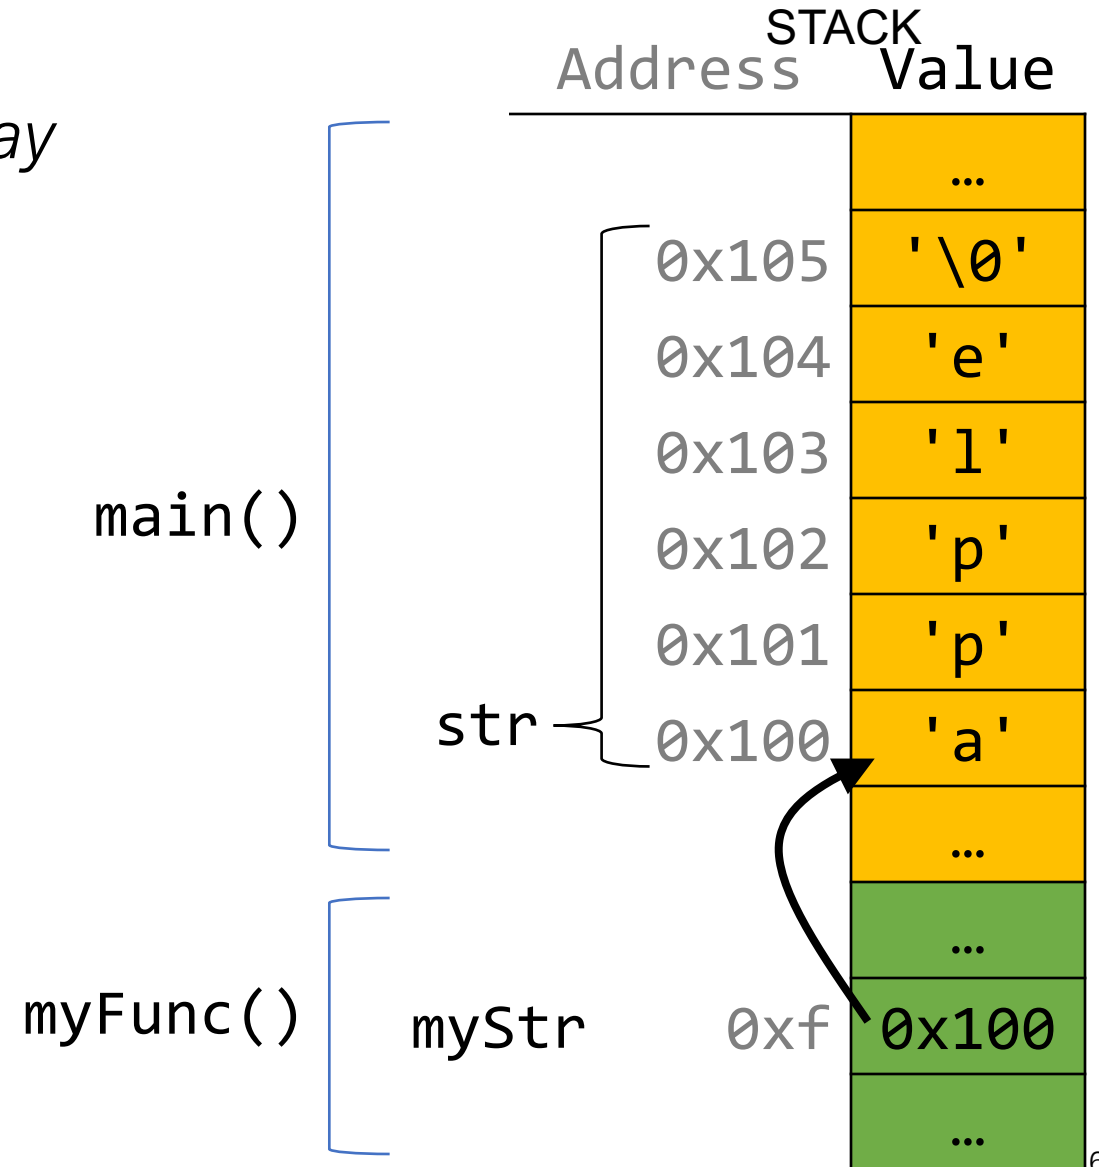 STACK
Address Value
ay
…
0x105 '\0'
0x104 'e'
0x103 'l'
main() 0x102 'p'
0x101 'p'
str 0x100 'a'
…
…
myFunc() myStr 0xf 0x100
…